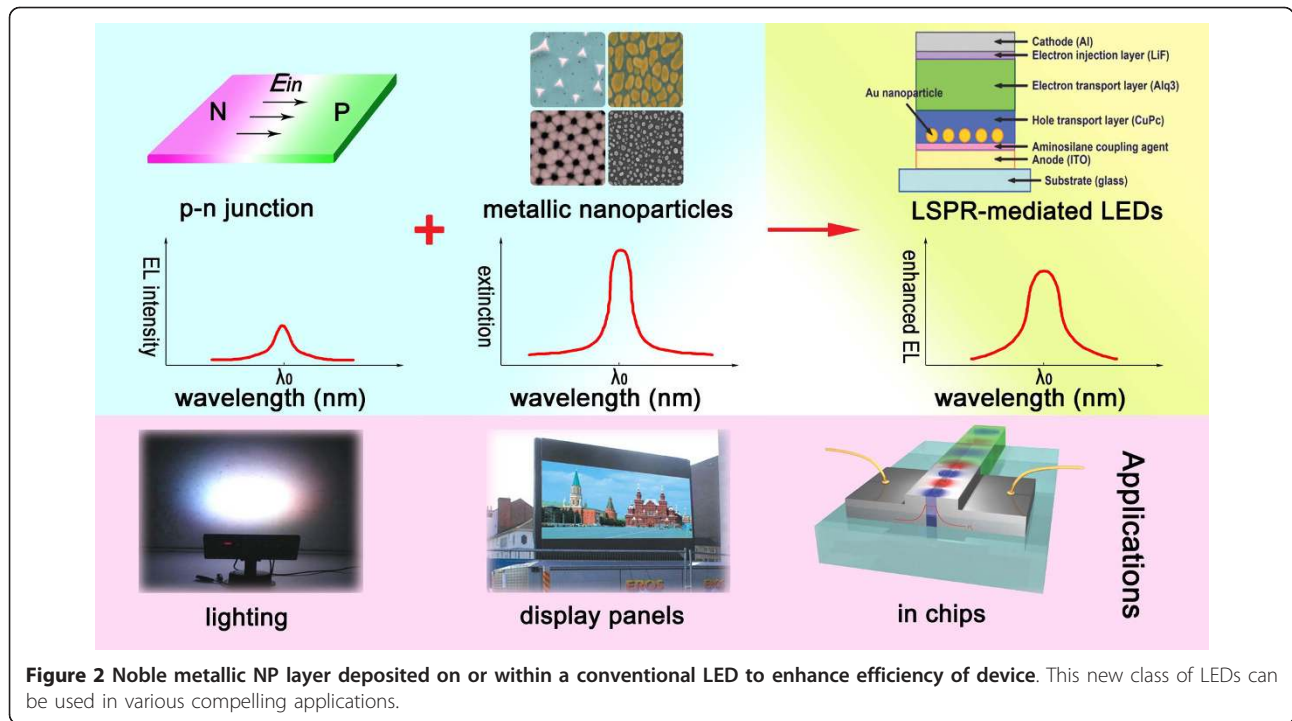 Ein
N
P
p-n junction
+
metallic nanoparticles
Cathode (Al)
Electron injection layer (LiF)
Electron transport layer (Alq3)
Au nanoparticle
Hole transport layer (CuPc)
Aminosilane coupling agent
Anode (ITO)
Substrate (glass)
LSPR-mediated LEDs
EL intensity
λ0
wavelength (nm)
extinction
λ0
wavelength (nm)
enhanced EL
λ0
wavelength (nm)
EROS
lighting
display panels
in chips
Applications
Figure 2 Noble metallic NP layer deposited on or within a conventional LED to enhance efficiency of device. This new class of LEDs can
be used in various compelling applications.